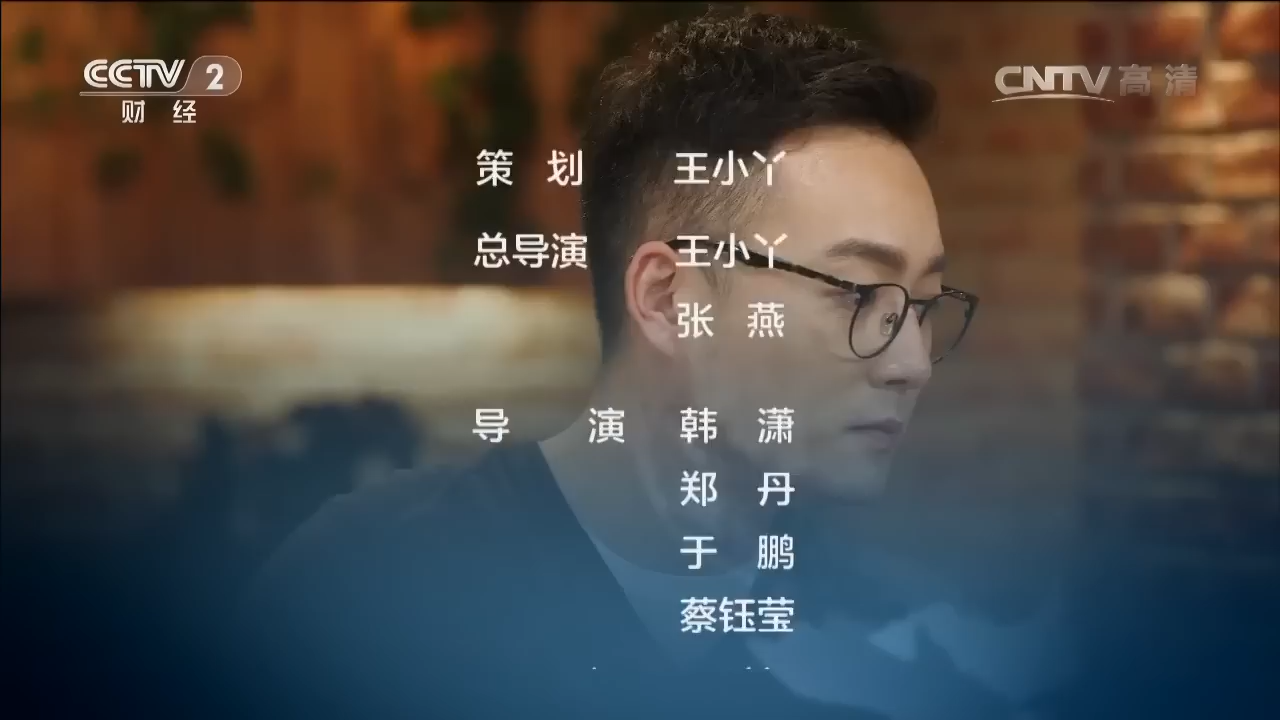 CCTV 2
财 经
CNTV 高清
策 划 王小丫
总导演 王小丫
张 燕
导 演 韩 潇
郑 丹
于 鹏
蔡钰莹